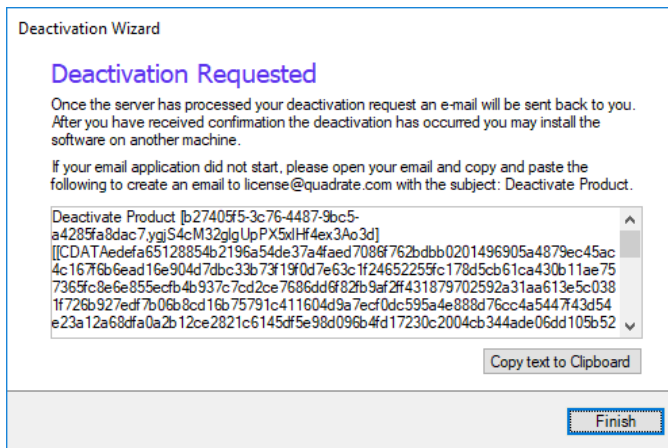 Deactivation Wizard
Deactivation Requested
Once the server has processed your deactivation request an e-mail will be sent back to you.
After you have received confirmation the deactivation has occurred you may install the
software on another machine.
If your email application did not start, please open your email and copy and paste the
following to create an email to license@quadrate.com with the subject: Deactivate Product.
Deactivate Product [b27405f5-3c76-4487-9bc5-
a4285fa8dac7,ygjS4cM32glgUpPX5xlHf4ex3Ao3d]
[[CDATAedefa65128854b2196a54de37a4faed7086f762bdbb0201496905a4879ec45ac
4c167f6b6ead16e904d7dbc33b73f19f0d7e63c1f24652255fc178d5cb61ca430b11ae75
7365fc8e6e855ecfb4b937c7cd2ce7686dd6f82fb9af2ff431879702592a31aa613e5c038
1f726b927edf7b06b8cd16b75791c411604d9a7ecf0dc595a4e888d76cc4a5447f43d54
e23a12a68dfa0a2b12ce2821c6145df5e98d096b4fd17230c2004cb344ade06dd105b52
Copy text to Clipboard
Finish